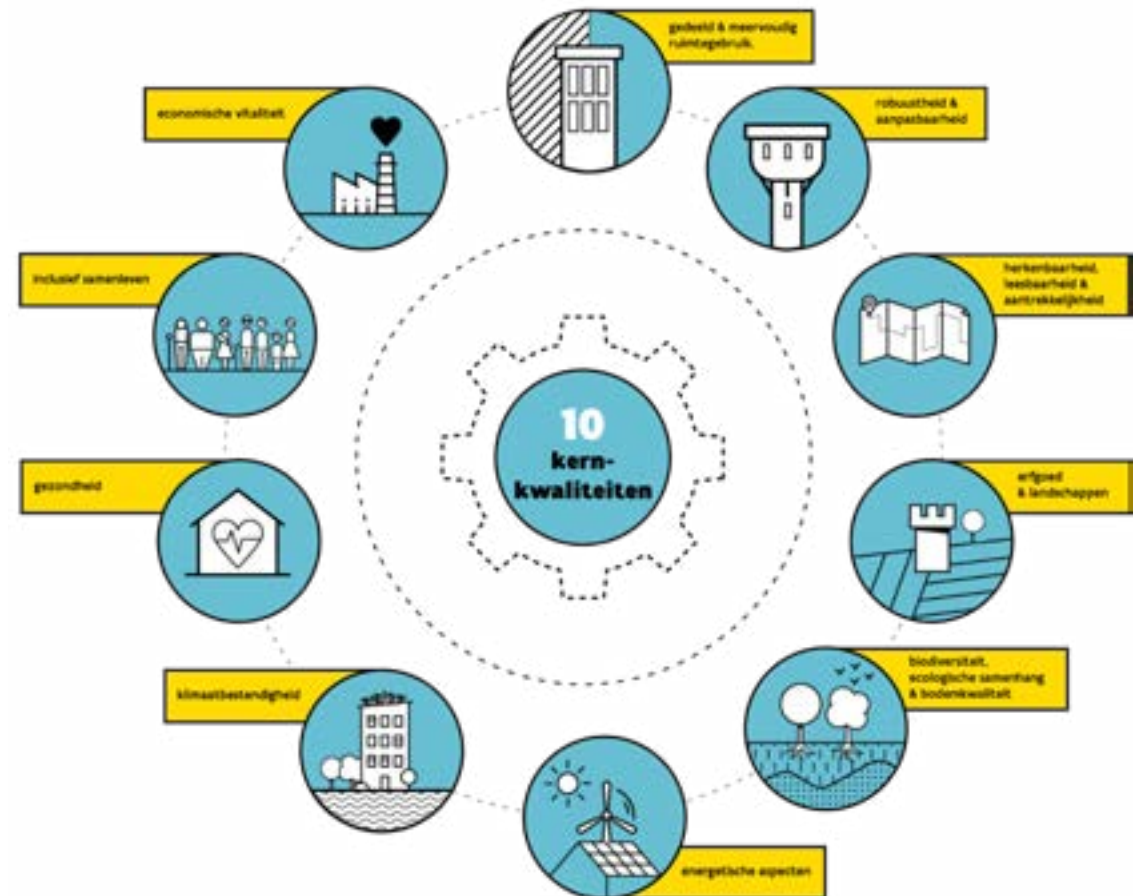 gedeeld & meervoudig
ruimtegebruik.
robuustheid &
aanpasbaarheid
herkenbaarheid,
leesbaarheid &
aantrekkelijkheid
erfgoed
& landschappen
biodiversiteit,
ecologische samenhang
& bodemkwaliteit
energetische aspecten
klimaatbestendigheid
gezondheid
inclusief samenleven
economische vitaliteit
10
kern-
kwaliteiten